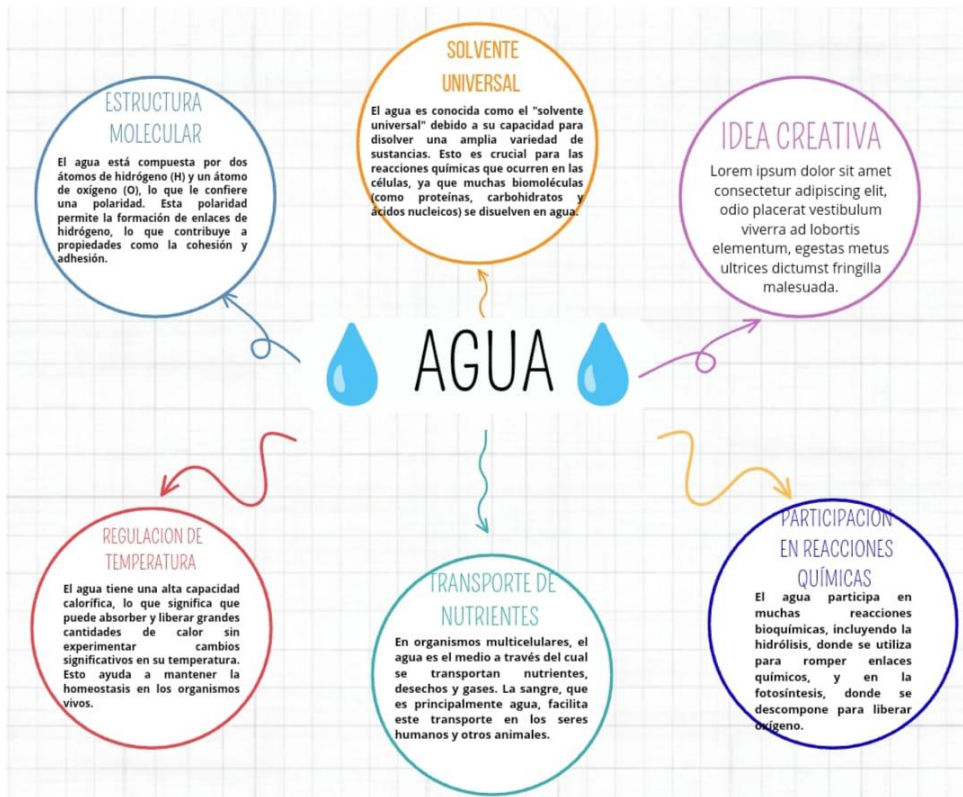 ESTRUCTURA
MOLECULAR
El agua está compuesta por dos
átomos de hidrógeno (H) y un átomo
de oxígeno (O), lo que le confiere
una polaridad. Esta polaridad
permite la formación de enlaces de
hidrógeno, lo que contribuye a
propiedades como la cohesión y
adhesión.
SOLVENTE
UNIVERSAL
El agua es conocida como el "solvente
universal" debido a su capacidad para
disolver una amplia variedad de
sustancias. Esto es crucial para las
reacciones químicas que ocurren en las
células, ya que muchas biomoléculas
(como proteínas, carbohidratos y
ácidos nucleicos) se disuelven en agua.
IDEA CREATIVA
Lorem ipsum dolor sit amet
consectetur adipiscing elit,
odio placerat vestibulum
viverra ad lobortis
elementum, egestas metus
ultrices dictumst fringilla
malesuada.
AGUA
REGULACION DE
TEMPERATURA
El agua tiene una alta capacidad
calorífica, lo que significa que
puede absorber y liberar grandes
cantidades de calor sin
experimentar cambios
significativos en su temperatura.
Esto ayuda a mantener la
homeostasis en los organismos
vivos.
TRANSPORTE DE
NUTRIENTES
En organismos multicelulares, el
agua es el medio a través del cual
se transportan nutrientes,
desechos y gases. La sangre, que
es principalmente agua, facilita
este transporte en los seres
humanos y otros animales.
PARTICIPACIÓN
EN REACCIONES
QUÍMICAS
El agua participa en
muchas reacciones
bioquímicas, incluyendo la
hidrólisis, donde se utiliza
para romper enlaces
químicos, y en la
fotosíntesis, donde se
descompone para liberar
oxígeno.